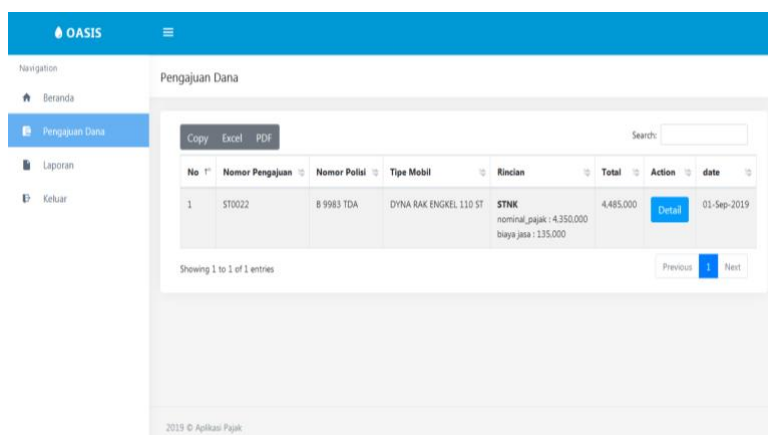 OASIS
Navigation
Beranda
Pengajuan Dana
Laporan
Keluar
Pengajuan Dana
Copy Excel PDF
Search:
No Nomor Pengajuan Nomor Polisi Tipe Mobil Rincian Total Action date
1 ST0022 B 9983 TDA DYNA RAK ENGKEL 110 ST STNK 4,485.000 Detail 01-Sep-2019
nominal_pajak : 4,350.000
biaya jasa : 135.000
Showing 1 to 1 of 1 entries
Previous 1 Next
2019 © Aplikasi Pajak